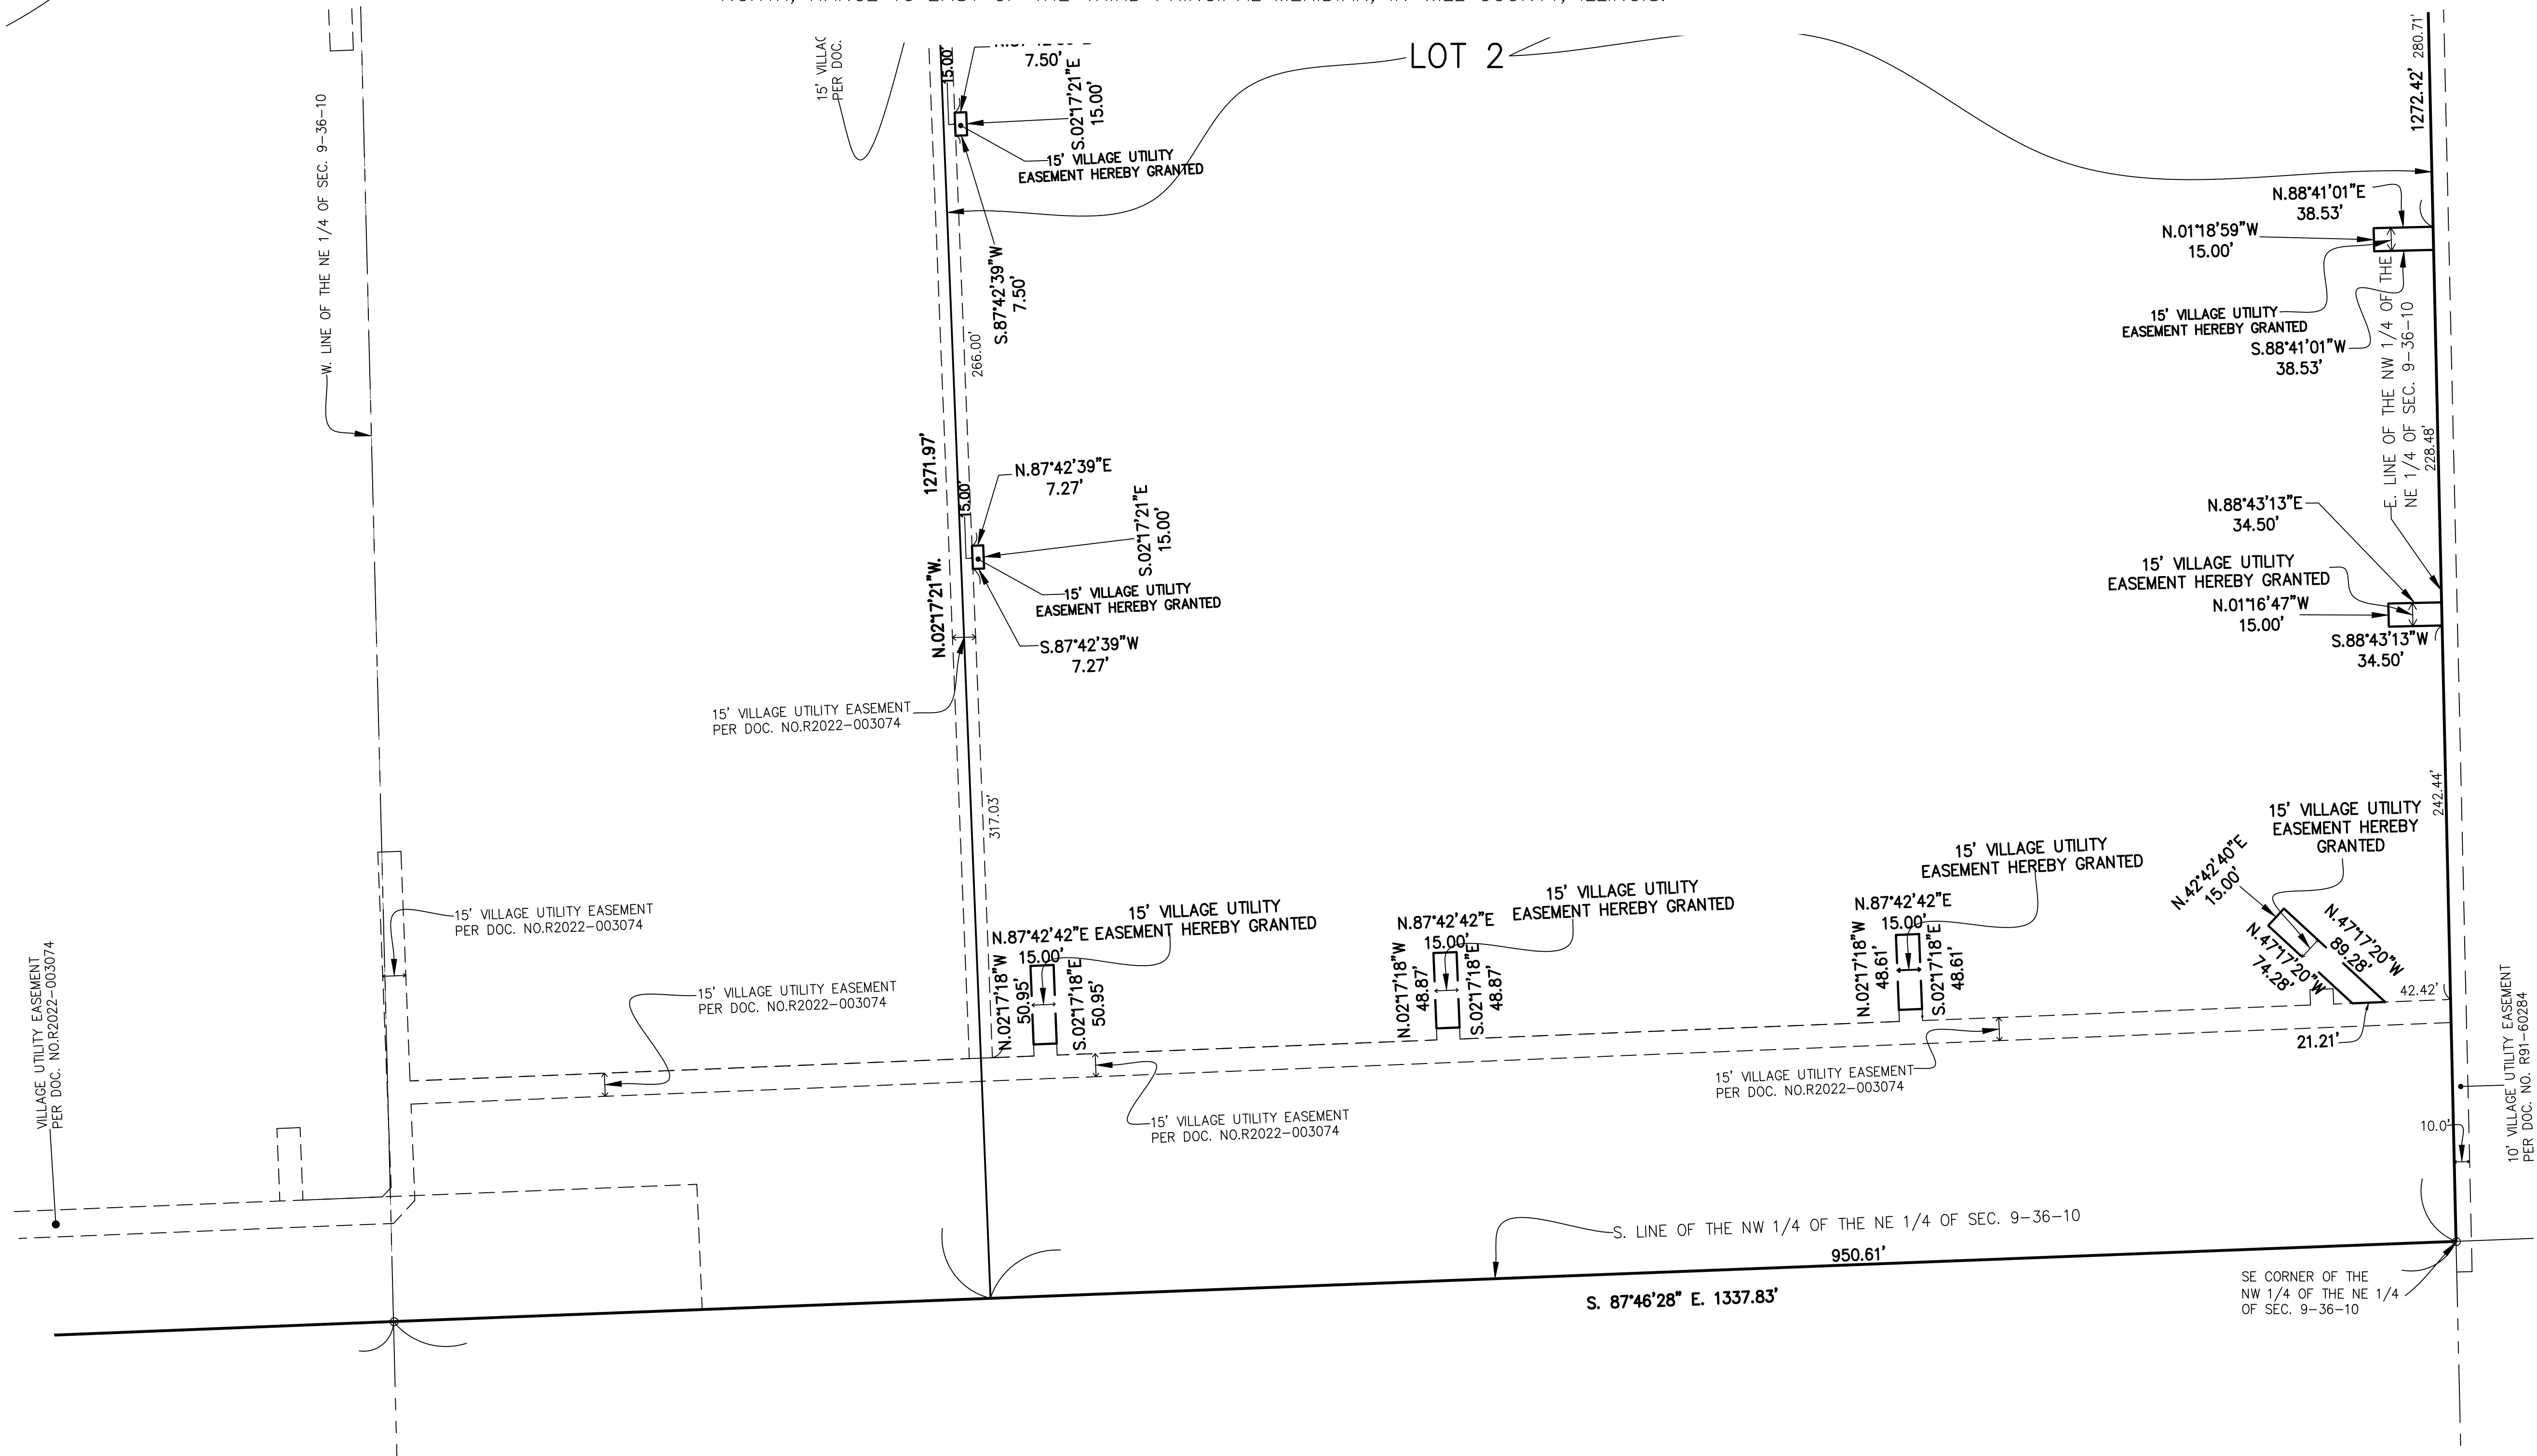 LOT 2
15' VILLAG
PER DOC.
15.00'
7.50'
S.02°17'21"E
15.00'
15' VILLAGE UTILITY
EASEMENT HEREBY GRANTED
S.87°42'39"W
7.50'
266.00'
W. LINE OF THE NE 1/4 OF SEC. 9-36-10
280.71'
1272.42'
N.88°41'01"E
38.53'
N.01°18'59"W
15.00'
15' VILLAGE UTILITY
EASEMENT HEREBY GRANTED
S.88°41'01"W
38.53'
E. LINE OF THE NW 1/4 OF THE
NE 1/4 OF SEC. 9-36-10
228.48'
1271.97'
N.02°17'21"W.
15.00'
N.87°42'39"E
7.27'
S.02°17'21"E
15.00'
15' VILLAGE UTILITY
EASEMENT HEREBY GRANTED
S.87°42'39"W
7.27'
N.88°43'13"E
34.50'
15' VILLAGE UTILITY
EASEMENT HEREBY GRANTED
N.01°16'47"W
15.00'
S.88°43'13"W
34.50'
15' VILLAGE UTILITY EASEMENT
PER DOC. NO.R2022-003074
317.03'
242.44'
15' VILLAGE UTILITY EASEMENT
PER DOC. NO.R2022-003074
15' VILLAGE UTILITY EASEMENT
PER DOC. NO.R2022-003074
VILLAGE UTILITY EASEMENT
PER DOC. NO.R2022-003074
15' VILLAGE UTILITY
EASEMENT HEREBY GRANTED
N.87°42'42"E
15.00'
N.02°17'18"W
50.95'
S.02°17'18"E
50.95'
15' VILLAGE UTILITY
EASEMENT HEREBY GRANTED
N.87°42'42"E
15.00'
N.02°17'18"W
48.87'
S.02°17'18"E
48.87'
15' VILLAGE UTILITY
EASEMENT HEREBY GRANTED
N.87°42'42"E
15.00'
N.02°17'18"W
48.61'
S.02°17'18"E
48.61'
15' VILLAGE UTILITY
EASEMENT HEREBY
GRANTED
N.42°42'40"E
15.00'
N.47°17'20"W
89.28'
N.47°17'20"W
74.28'
42.42'
21.21'
15' VILLAGE UTILITY EASEMENT
PER DOC. NO.R2022-003074
15' VILLAGE UTILITY EASEMENT
PER DOC. NO.R2022-003074
10' VILLAGE UTILITY EASEMENT
PER DOC. NO. R91-60284
10.0'
S. LINE OF THE NW 1/4 OF THE NE 1/4 OF SEC. 9-36-10
950.61'
S. 87°46'28" E. 1337.83'
SE CORNER OF THE
NW 1/4 OF THE NE 1/4
OF SEC. 9-36-10